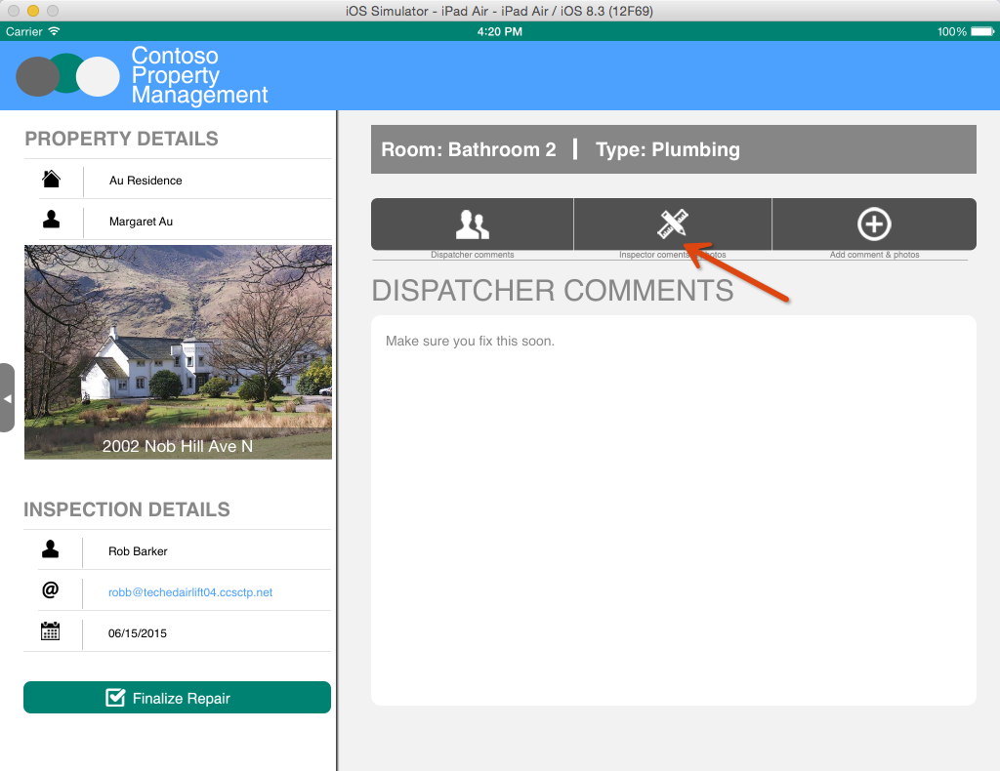 iOS Simulator - iPad Air - iPad Air / iOS 8.3 (12F69)
Carrier 4:20 PM 100%
Contoso
Property
Management
PROPERTY DETAILS
Au Residence
Margaret Au
2002 Nob Hill Ave N
INSPECTION DETAILS
Rob Barker
@ robb@techedairlift04.ccsctp.net
06/15/2015
Finalize Repair
Room: Bathroom 2 | Type: Plumbing
Dispatcher comments
Inspector coments
Add comment & photos
DISPATCHER COMMENTS
Make sure you fix this soon.